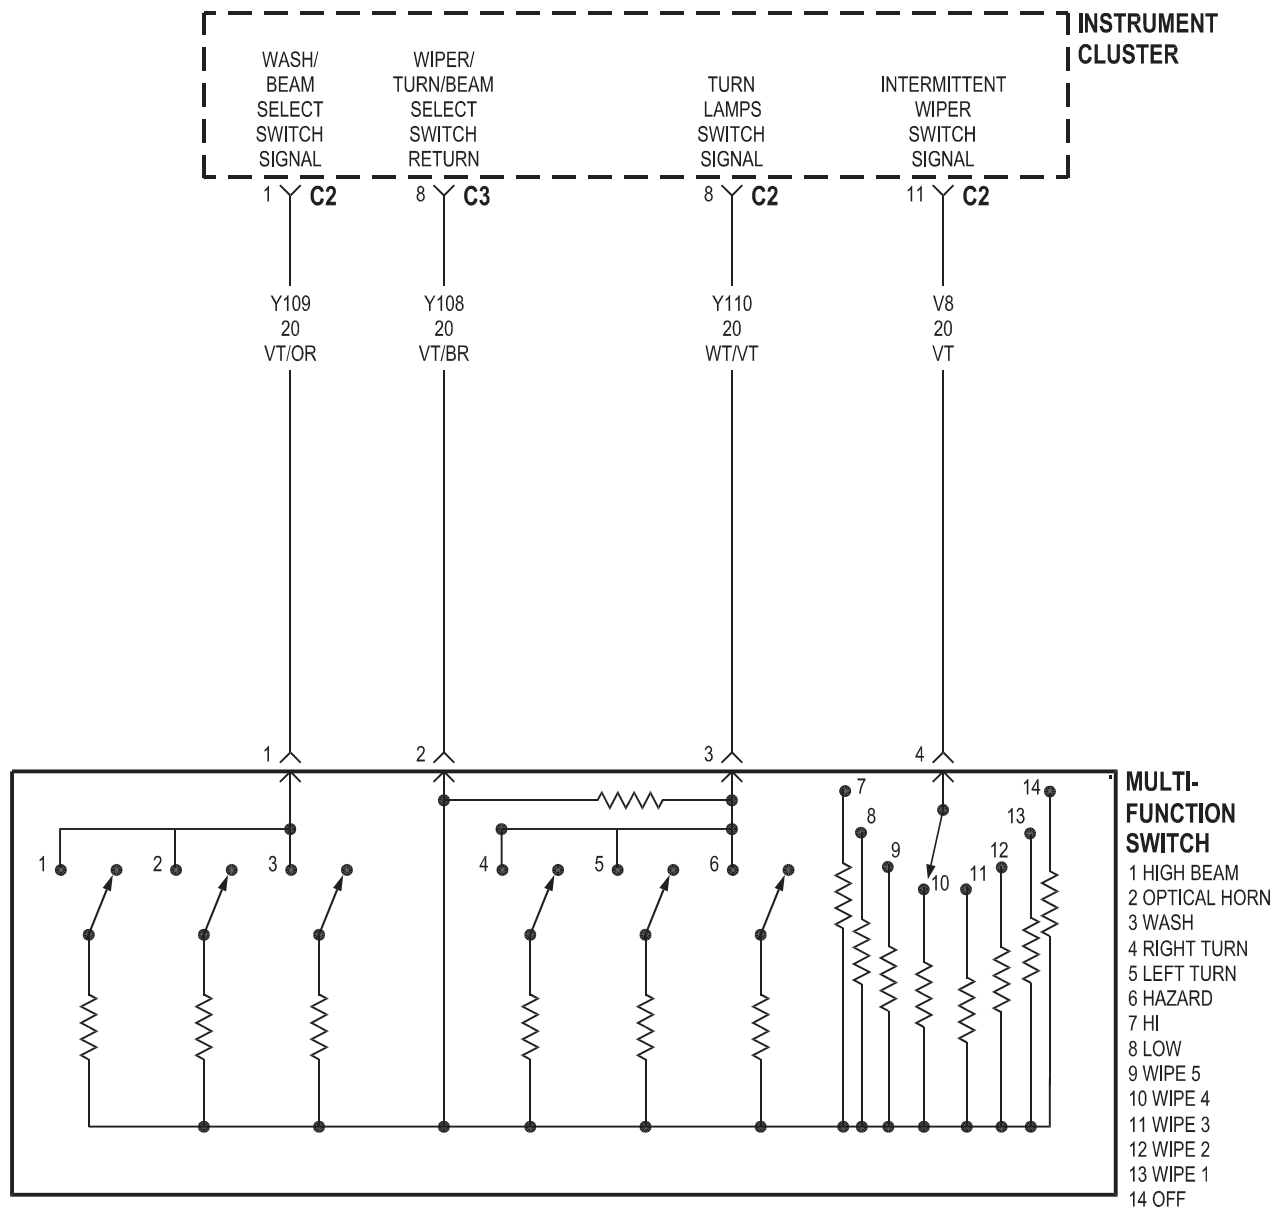 INSTRUMENT
CLUSTER
WASH/
BEAM
SELECT
SWITCH
SIGNAL
WIPER/
TURN/BEAM
SELECT
SWITCH
RETURN
TURN
LAMPS
SWITCH
SIGNAL
INTERMITTENT
WIPER
SWITCH
SIGNAL
1 C2
8 C3
8 C2
11 C2
Y109
20
VT/OR
Y108
20
VT/BR
Y110
20
WT/VT
V8
20
VT
1
2
3
4
1
2
3
4
5
6
7
8
9
10
11
12
13
14
MULTI-
FUNCTION
SWITCH
1 HIGH BEAM
2 OPTICAL HORN
3 WASH
4 RIGHT TURN
5 LEFT TURN
6 HAZARD
7 HI
8 LOW
9 WIPE 5
10 WIPE 4
11 WIPE 3
12 WIPE 2
13 WIPE 1
14 OFF